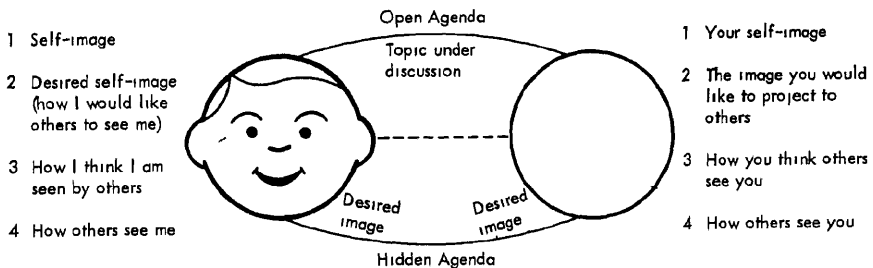 Open Agenda
Topic under
discussion
1 Self-image
2 Desired self-image
(how I would like
others to see me)
3 How I think I am
seen by others
4 How others see me
Desired
image
Desired
image
Hidden Agenda
1 Your self-image
2 The image you would
like to project to
others
3 How you think others
see you
4 How others see you